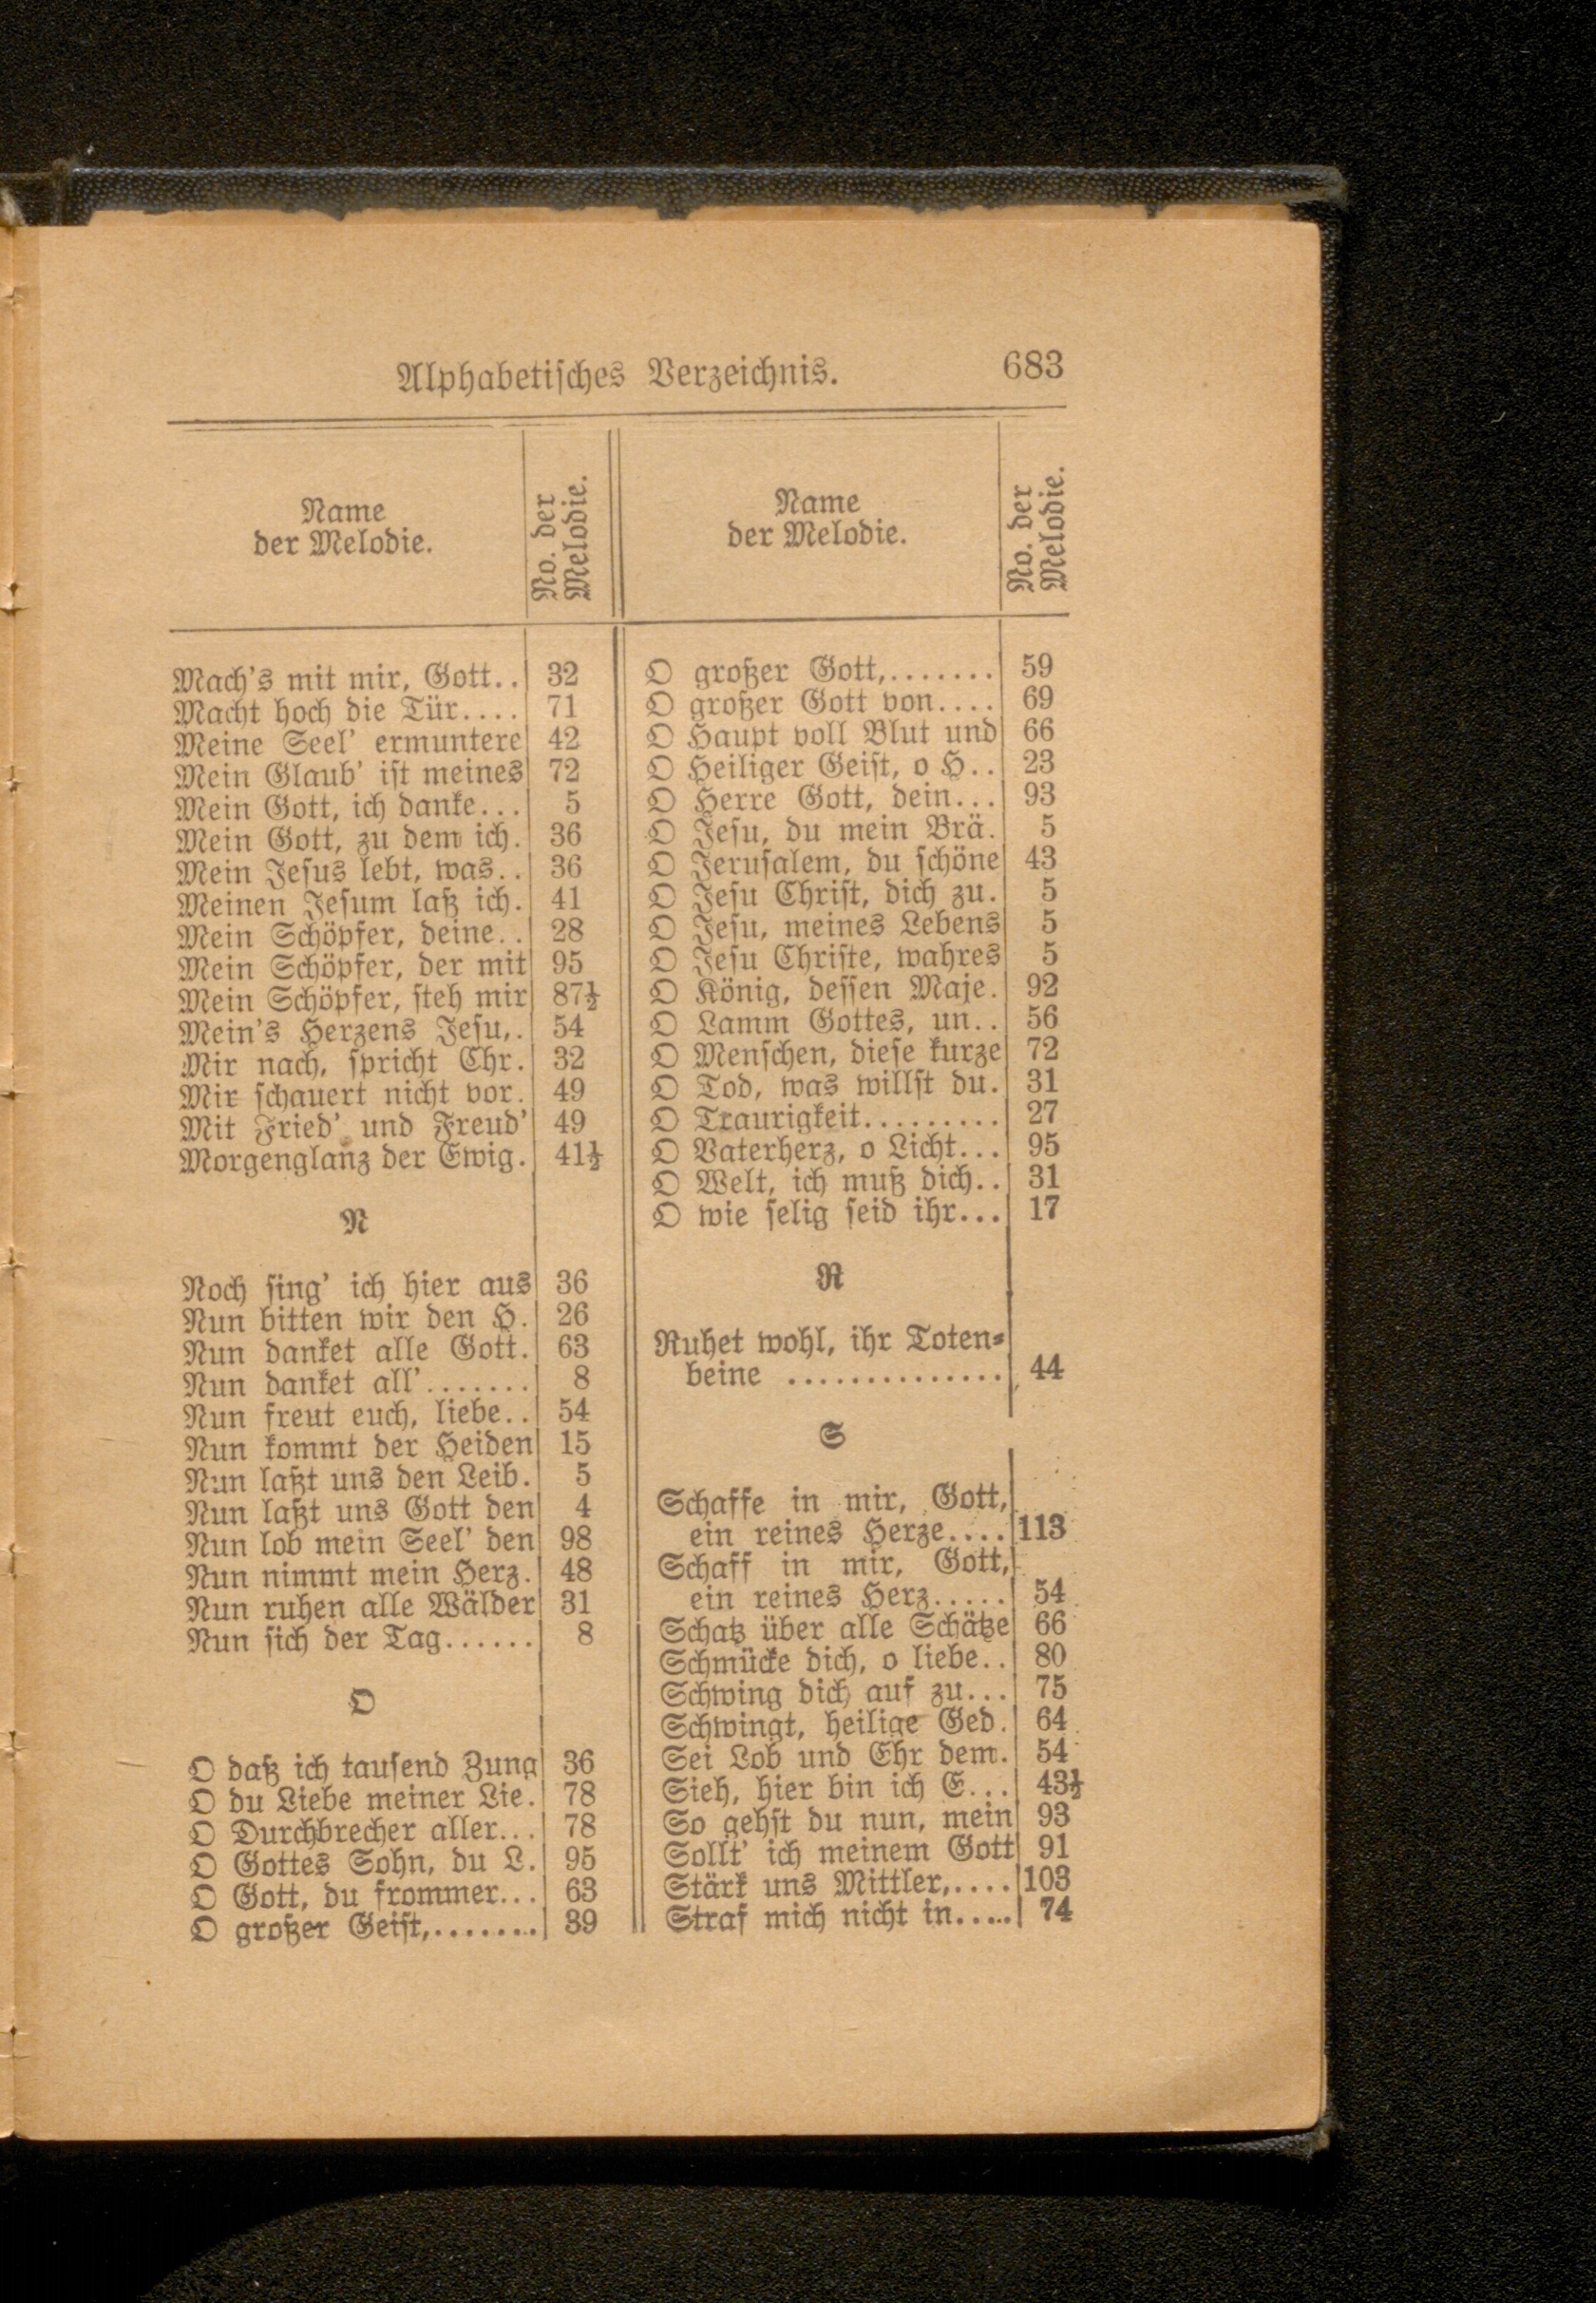 Alphabetisches Verzeichnis. 683
Name
der Melodie.
No. der
Melodie.
Mach's mit mir, Gott.. 32
Macht hoch die Tür.... 71
Meine Seel' ermuntere 42
Mein Glaub' ist meines 72
Mein Gott, ich danke... 5
Mein Gott, zu dem ich. 36
Mein Jesus lebt, was.. 36
Meinen Jesum laß ich. 41
Mein Schöpfer, deine.. 28
Mein Schöpfer, der mit 95
Mein Schöpfer, steh mir 87½
Mein's Herzens Jesu,. 54
Mir nach, spricht Chr. 32
Mir schauert nicht vor. 49
Mit Fried' und Freud' 49
Morgenglanz der Ewig. 41½
N
Noch sing' ich hier aus 36
Nun bitten wir den H. 26
Nun danket alle Gott. 63
Nun danket all'....... 8
Nun freut euch, liebe.. 54
Nun kommt der Heiden 15
Nun laßt uns den Leib. 5
Nun laßt uns Gott den 4
Nun lob mein Seel' den 98
Nun nimmt mein Herz. 48
Nun ruhen alle Wälder 31
Nun sich der Tag...... 8
O
O daß ich tausend Zung 36
O du Liebe meiner Lie. 78
O Durchbrecher aller... 78
O Gottes Sohn, du L. 95
O Gott, du frommer... 63
O großer Geist,........ 39
Name
der Melodie.
No. der
Melodie.
O großer Gott,....... 59
O großer Gott von.... 69
O Haupt voll Blut und 66
O Heiliger Geist, o H.. 23
O Herre Gott, dein... 93
O Jesu, du mein Brä. 5
O Jerusalem, du schöne 43
O Jesu Christ, dich zu. 5
O Jesu, meines Lebens 5
O Jesu Christe, wahres 5
O König, dessen Maje. 92
O Lamm Gottes, un.. 56
O Menschen, diese kurze 72
O Tod, was willst du. 31
O Traurigkeit......... 27
O Vaterherz, o Licht... 95
O Welt, ich muß dich.. 31
O wie selig seid ihr... 17
R
Ruhet wohl, ihr Toten-
beine .............. 44
S
Schaffe in mir, Gott,
ein reines Herze.... 113
Schaff in mir, Gott,
ein reines Herz..... 54
Schatz über alle Schätze 66
Schmücke dich, o liebe.. 80
Schwing dich auf zu... 75
Schwingt, heilige Ged. 64
Sei Lob und Ehr dem. 54
Sieh, hier bin ich E... 43½
So gehst du nun, mein 93
Sollt' ich meinem Gott 91
Stärk uns Mittler,.... 103
Straf mich nicht in..... 74